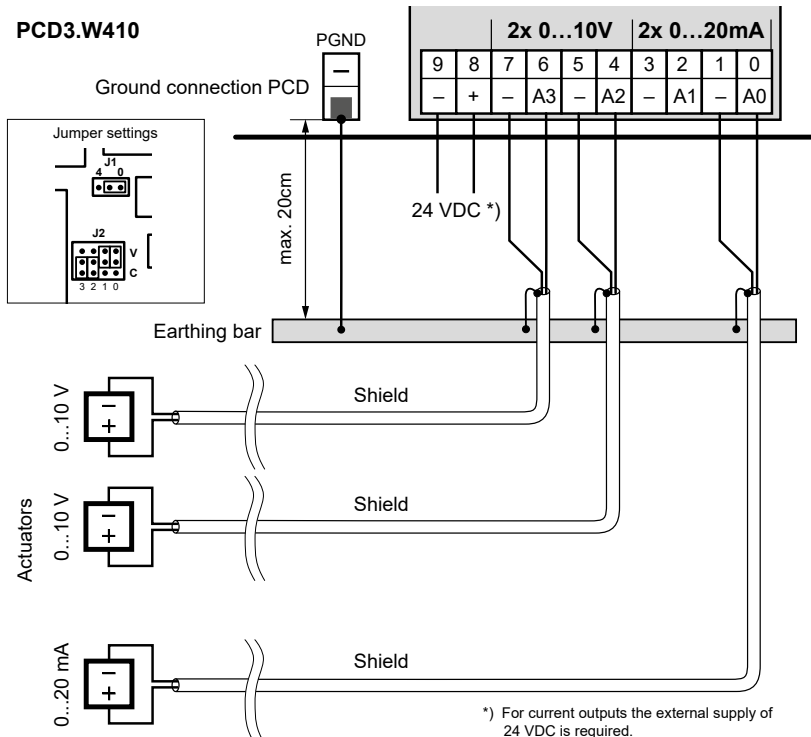 PCD3.W410
PGND
–
Ground connection PCD
2x 0…10V 2x 0…20mA
9 8 7 6 5 4 3 2 1 0
– + – A3 – A2 – A1 – A0
Jumper settings
J1
4 0
J2
V
C
3 2 1 0
max. 20cm
24 VDC *)
Earthing bar
Actuators
0...10 V
–
+
Shield
0...10 V
–
+
Shield
0...20 mA
–
+
Shield
*) For current outputs the external supply of
24 VDC is required.